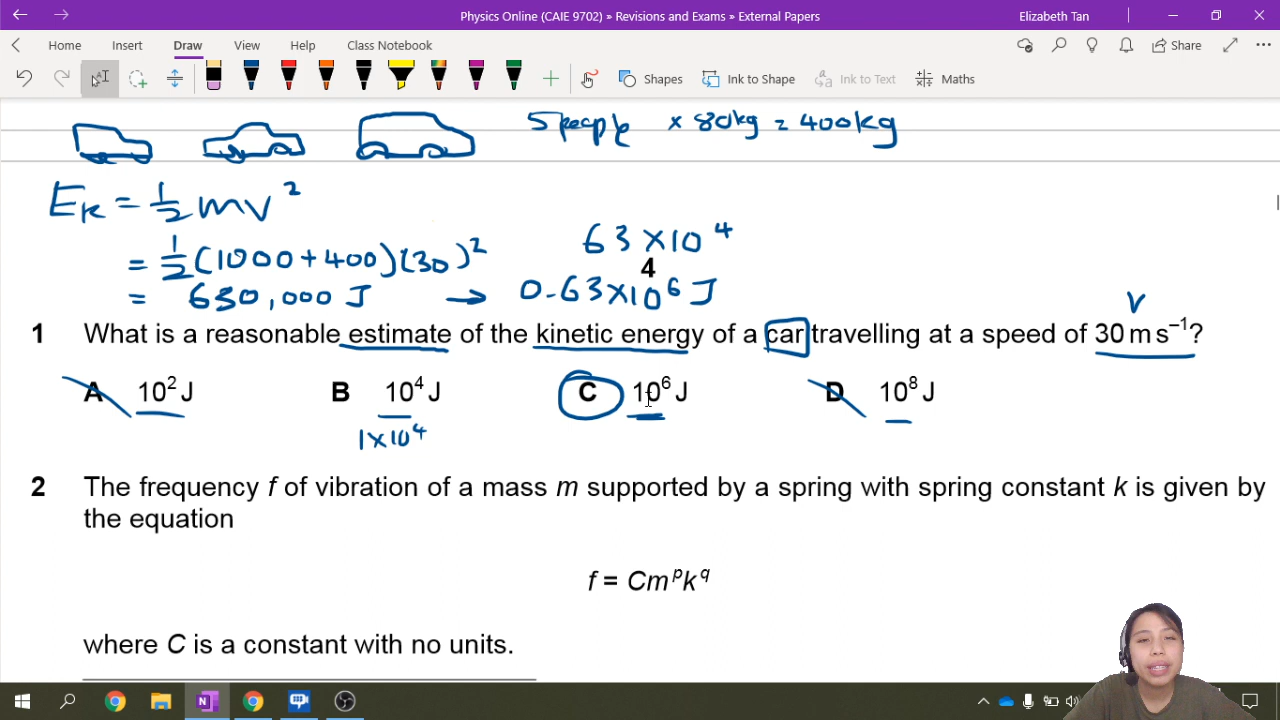 Physics Online (CAIE 9702) » Revisions and Exams » External Papers
Elizabeth Tan
Home Insert Draw View Help Class Notebook
Share
Shapes Ink to Shape Ink to Text Maths
5 people × 80kg = 400kg
E_k = 1/2 mv²
= 1/2 (1000 + 400)(30)²
63 × 10⁴
4
= 630,000 J → 0.63×10⁶ J
v
1 What is a reasonable estimate of the kinetic energy of a car travelling at a speed of 30 m s⁻¹?
A 10² J B 10⁴ J C 10⁶ J D 10⁸ J
1×10⁴
2 The frequency f of vibration of a mass m supported by a spring with spring constant k is given by
the equation
f = Cmᵖk^q
where C is a constant with no units.